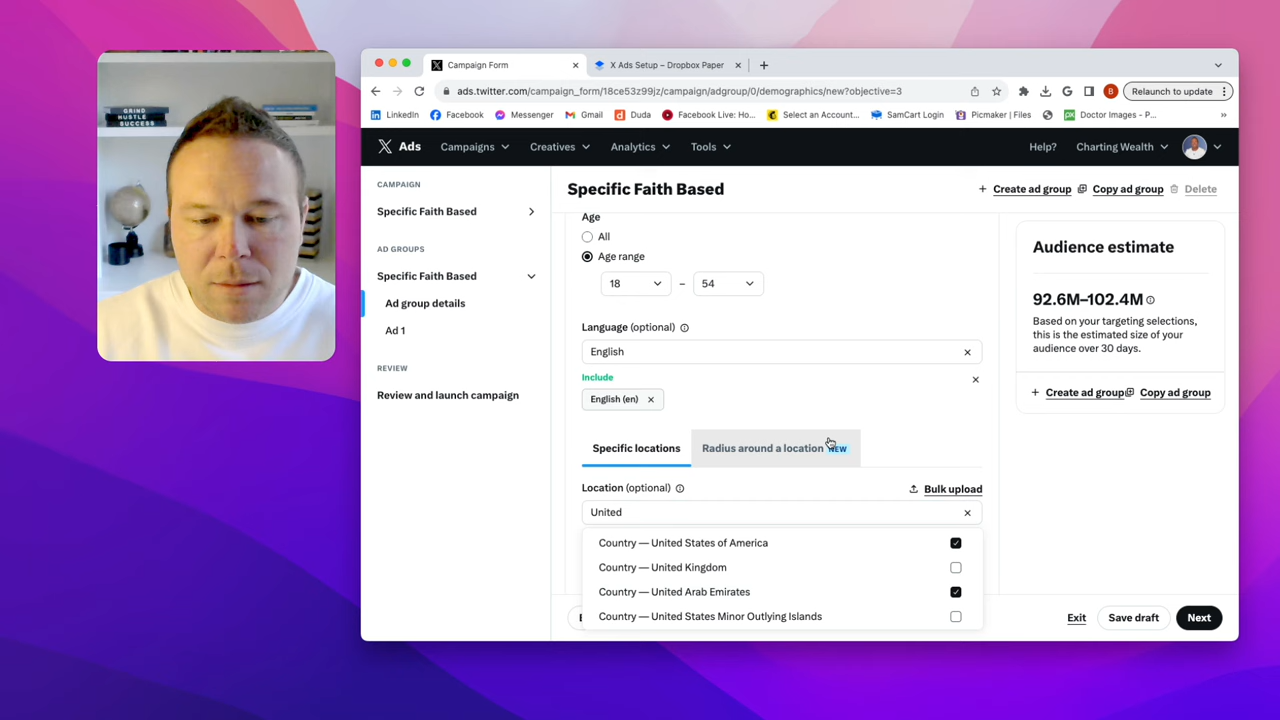 GRIND
HUSTLE
SUCCESS
Campaign Form
X Ads Setup – Dropbox Paper
ads.twitter.com/campaign_form/18ce53z99jz/campaign/adgroup/0/demographics/new?objective=3
Relaunch to update
LinkedIn
Facebook
Messenger
Gmail
Duda
Facebook Live: Ho...
Select an Account...
SamCart Login
Picmaker | Files
Doctor Images - P...
X Ads
Campaigns
Creatives
Analytics
Tools
Help?
Charting Wealth
CAMPAIGN
Specific Faith Based
AD GROUPS
Specific Faith Based
Ad group details
Ad 1
REVIEW
Review and launch campaign
Specific Faith Based
+ Create ad group
Copy ad group
Delete
Age
All
Age range
18 – 54
Language (optional)
English
Include
English (en)
Specific locations
Radius around a location NEW
Location (optional)
Bulk upload
United
Country — United States of America
Country — United Kingdom
Country — United Arab Emirates
Country — United States Minor Outlying Islands
Exit
Save draft
Next
Audience estimate
92.6M–102.4M
Based on your targeting selections,
this is the estimated size of your
audience over 30 days.
+ Create ad group
Copy ad group